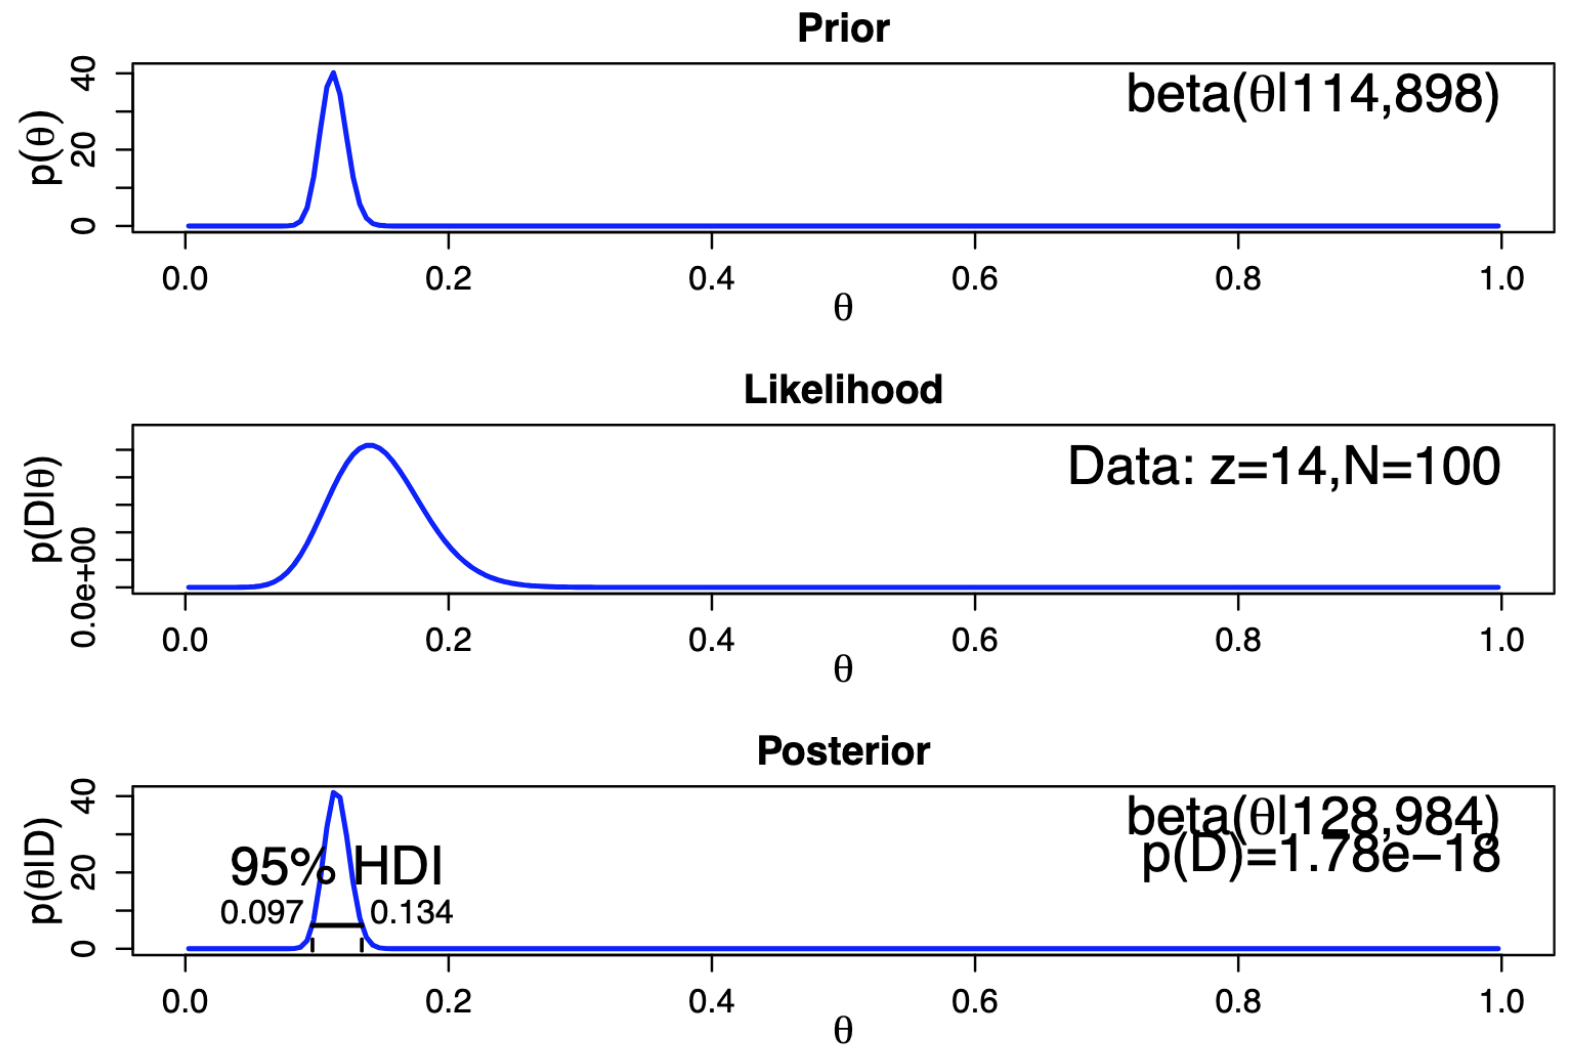 Prior
beta(θ|114,898)
p(θ)
0 20 40
0.0 0.2 0.4 0.6 0.8 1.0
θ
Likelihood
Data: z=14,N=100
p(D|θ)
0.0e+00
0.0 0.2 0.4 0.6 0.8 1.0
θ
Posterior
beta(θ|128,984)
p(D)=1.78e−18
95% HDI
0.097 0.134
p(θ|D)
0 20 40
0.0 0.2 0.4 0.6 0.8 1.0
θ